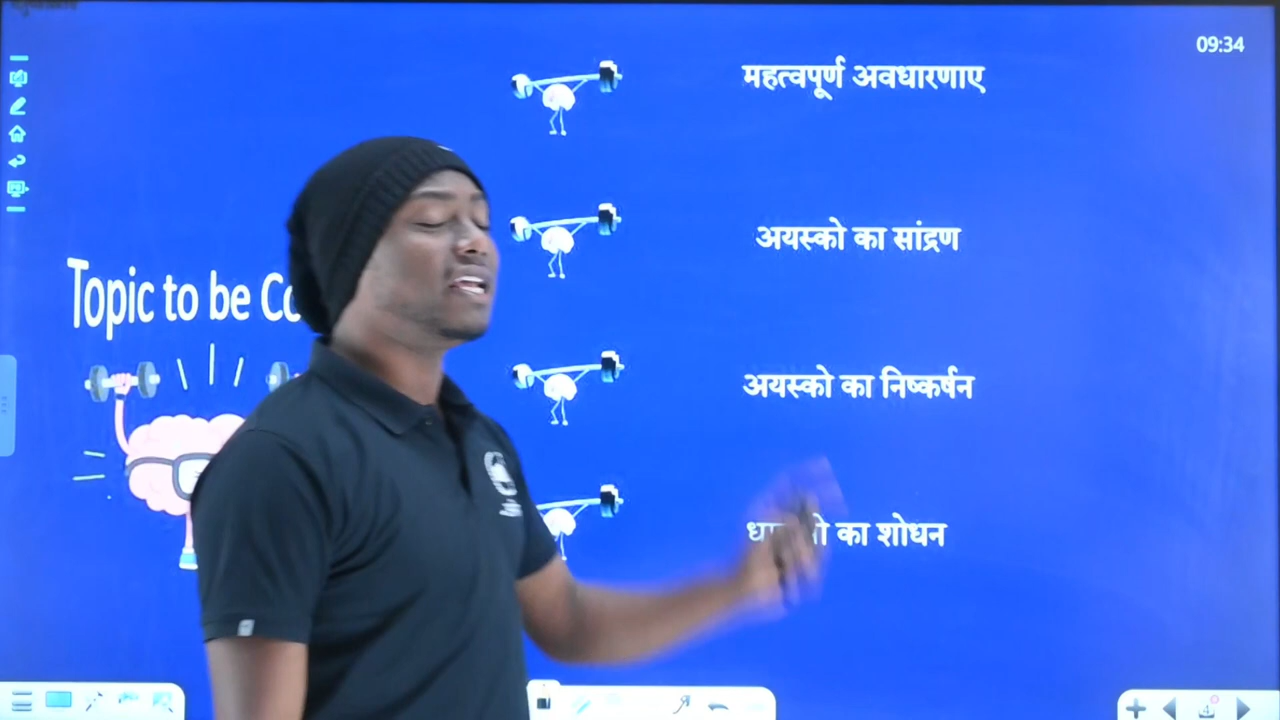 09:34
महत्वपूर्ण अवधारणाए
अयस्को का सांद्रण
Topic to be Co
अयस्को का निष्कर्षन
का शोधन